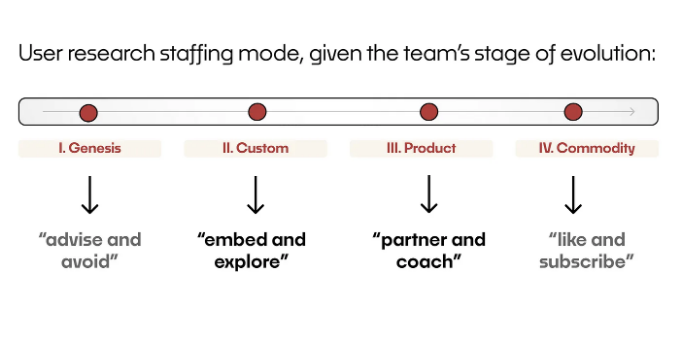 User research staffing mode, given the team’s stage of evolution:
I. Genesis
II. Custom
III. Product
IV. Commodity
“advise and
avoid”
“embed and
explore”
“partner and
coach”
“like and
subscribe”